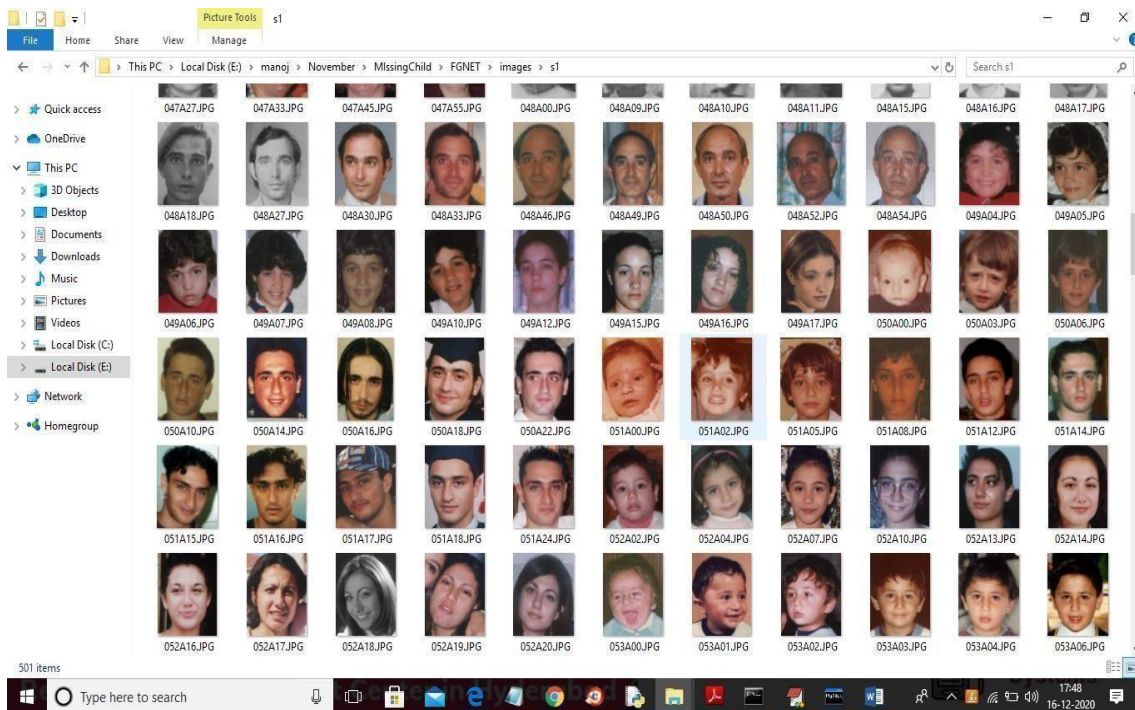 Picture Tools s1
File Home Share View Manage
This PC > Local Disk (E:) > manoj > November > MIssingChild > FGNET > images > s1
Search s1
Quick access
OneDrive
This PC
3D Objects
Desktop
Documents
Downloads
Music
Pictures
Videos
Local Disk (C:)
Local Disk (E:)
Network
Homegroup
047A27.JPG 047A33.JPG 047A45.JPG 047A55.JPG 048A00.JPG 048A09.JPG 048A10.JPG 048A11.JPG 048A15.JPG 048A16.JPG 048A17.JPG
048A18.JPG 048A27.JPG 048A30.JPG 048A33.JPG 048A46.JPG 048A49.JPG 048A50.JPG 048A52.JPG 048A54.JPG 049A04.JPG 049A05.JPG
049A06.JPG 049A07.JPG 049A08.JPG 049A10.JPG 049A12.JPG 049A15.JPG 049A16.JPG 049A17.JPG 050A00.JPG 050A03.JPG 050A06.JPG
050A10.JPG 050A14.JPG 050A16.JPG 050A18.JPG 050A22.JPG 051A00.JPG 051A02.JPG 051A05.JPG 051A08.JPG 051A12.JPG 051A14.JPG
051A15.JPG 051A16.JPG 051A17.JPG 051A18.JPG 051A24.JPG 052A02.JPG 052A04.JPG 052A07.JPG 052A10.JPG 052A13.JPG 052A14.JPG
052A16.JPG 052A17.JPG 052A18.JPG 052A19.JPG 052A20.JPG 053A00.JPG 053A01.JPG 053A02.JPG 053A03.JPG 053A04.JPG 053A06.JPG
501 items
Type here to search
17:48
16-12-2020